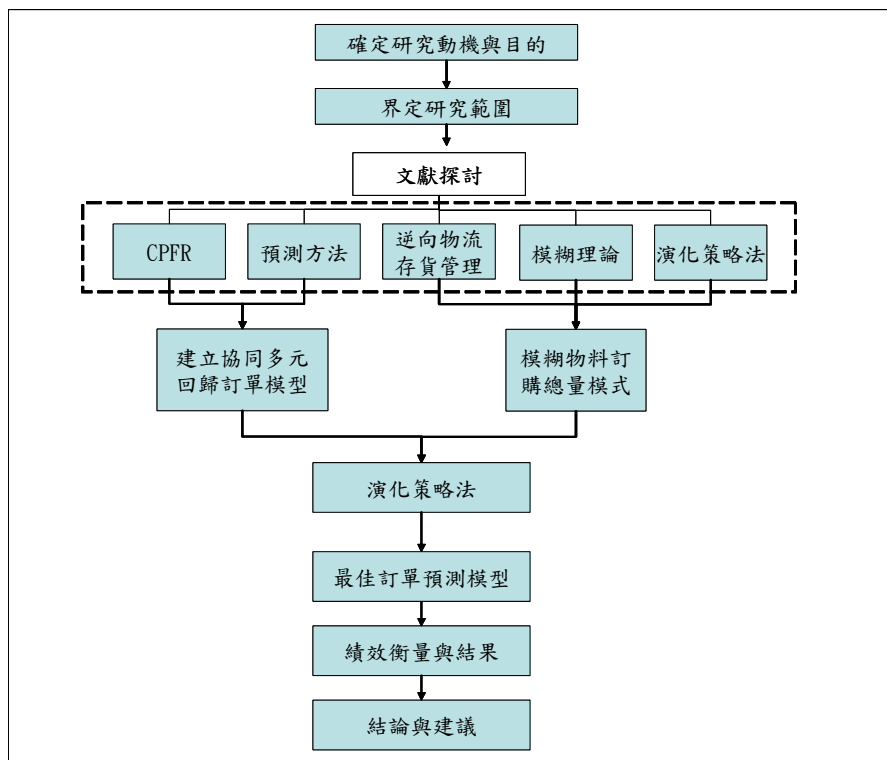 確定研究動機與目的
界定研究範圍
文獻探討
CPFR
預測方法
逆向物流
存貨管理
模糊理論
演化策略法
建立協同多元
回歸訂單模型
模糊物料訂
購總量模式
演化策略法
最佳訂單預測模型
績效衡量與結果
結論與建議